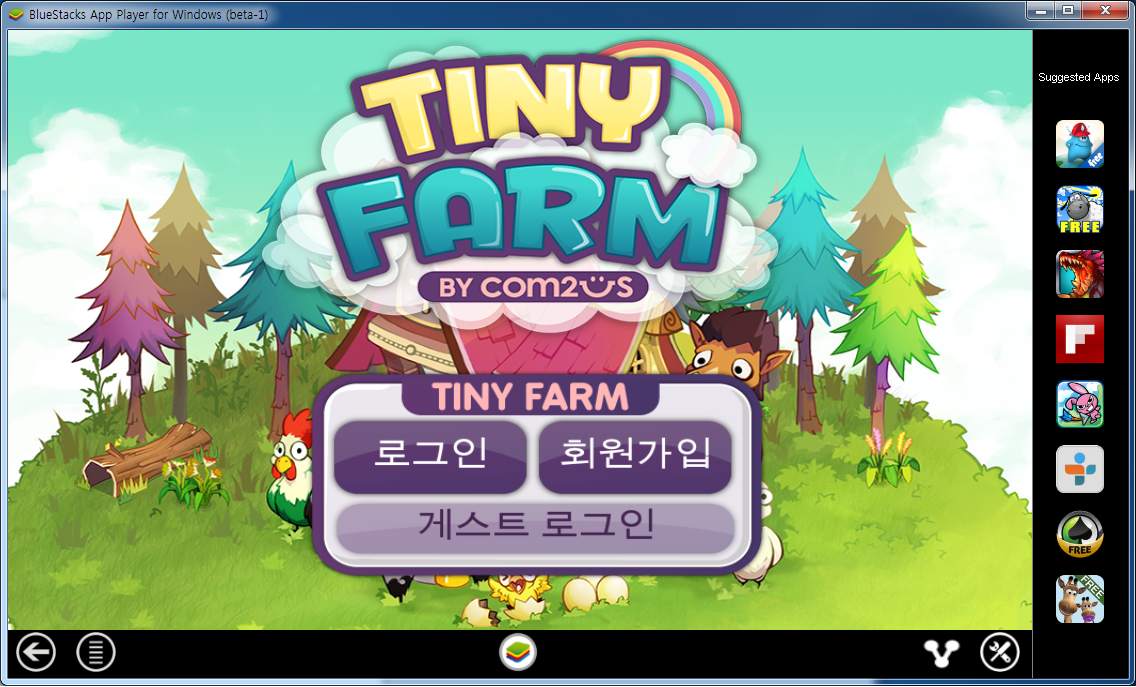 BlueStacks App Player for Windows (beta-1)
Suggested Apps
TINY
FARM
BY COM2US
TINY FARM
로그인
회원가입
게스트 로그인
free
FREE
FREE
FREE